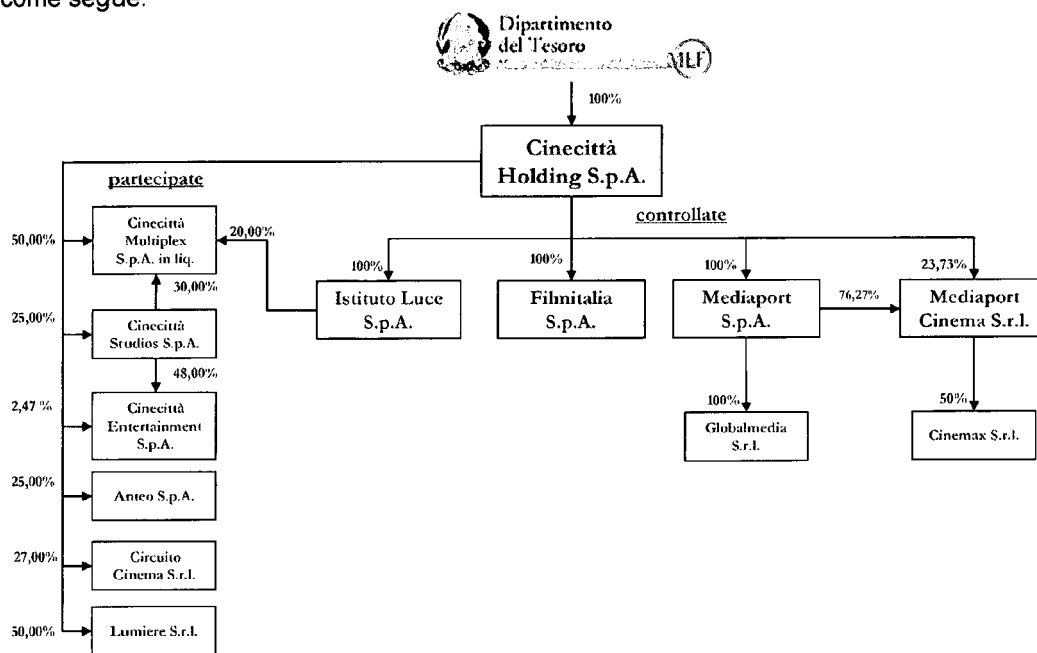 come segue:
Dipartimento
del Tesoro
MEF
100%
Cinecittà
Holding S.p.A.
partecipate
controllate
50,00%
Cinecittà
Multiplex
S.p.A. in liq.
20,00%
30,00%
25,00%
Cinecittà
Studios S.p.A.
48,00%
2,47 %
Cinecittà
Entertainment
S.p.A.
25,00%
Anteo S.p.A.
27,00%
Circuito
Cinema S.r.l.
50,00%
Lumiere S.r.l.
100%
Istituto Luce
S.p.A.
100%
Filmitalia
S.p.A.
100%
Mediaport
S.p.A.
76,27%
23,73%
Mediaport
Cinema S.r.l.
100%
Globalmedia
S.r.l.
50%
Cinemax S.r.l.